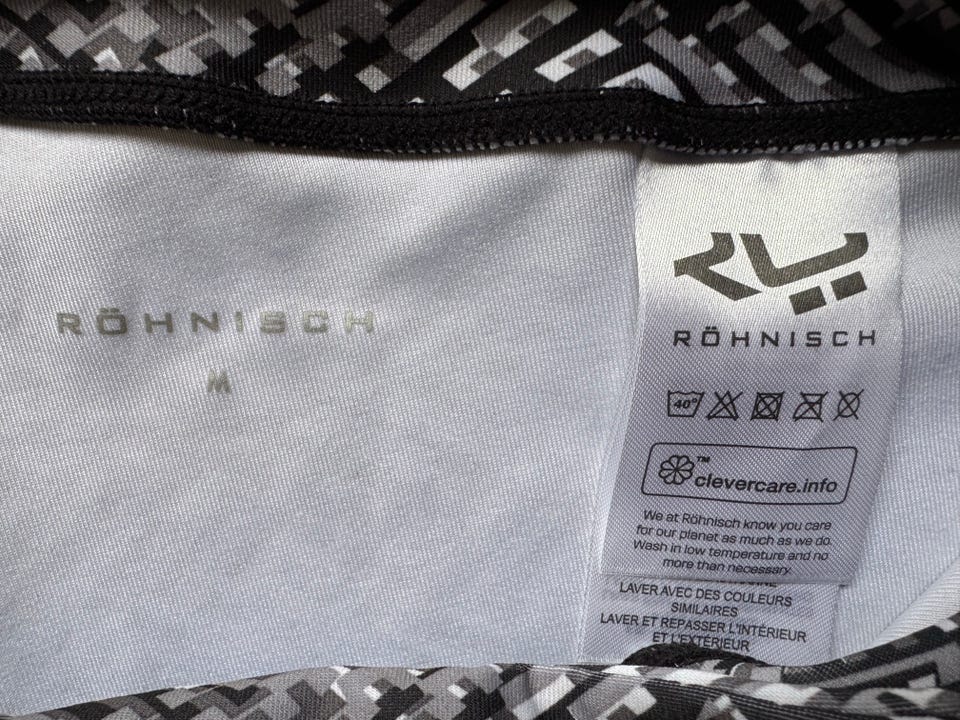 RÖHNISCH
M
RÖHNISCH
40°
™
clevercare.info
We at Röhnisch know you care
for our planet as much as we do.
Wash in low temperature and no
more than necessary.
LAVER AVEC DES COULEURS
SIMILAIRES
LAVER ET REPASSER L'INTÉRIEUR
ET L'EXTÉRIEUR